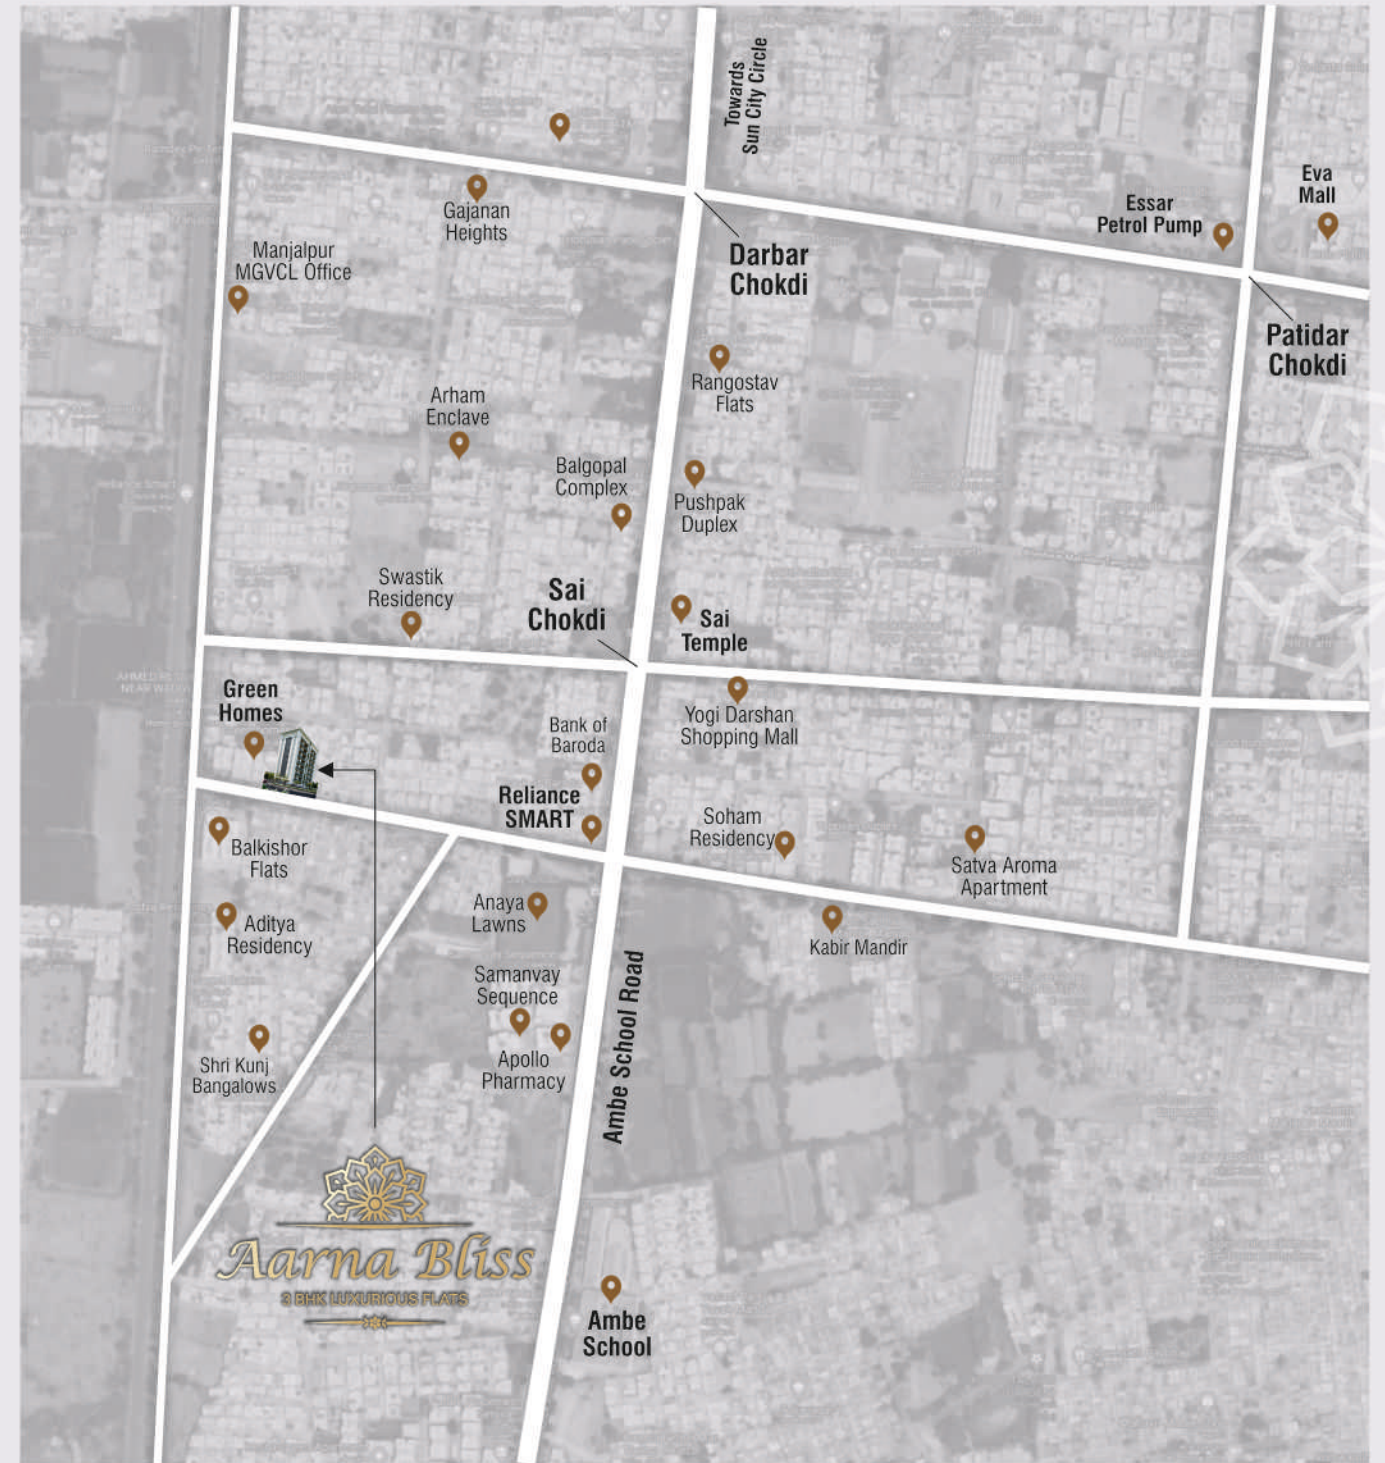 Towards
Sun City Circle
Eva
Mall
Essar
Petrol Pump
Gajanan
Heights
Manjalpur
MGVCL Office
Darbar
Chokdi
Patidar
Chokdi
Rangostav
Flats
Arham
Enclave
Balgopal
Complex
Pushpak
Duplex
Swastik
Residency
Sai
Chokdi
Sai
Temple
Green
Homes
Yogi Darshan
Shopping Mall
Bank of
Baroda
Reliance
SMART
Soham
Residency
Balkishor
Flats
Satva Aroma
Apartment
Anaya
Lawns
Aditya
Residency
Kabir Mandir
Samanvay
Sequence
Ambe School Road
Apollo
Pharmacy
Shri Kunj
Bangalows
Aarna Bliss
3 BHK LUXURIOUS FLATS
Ambe
School